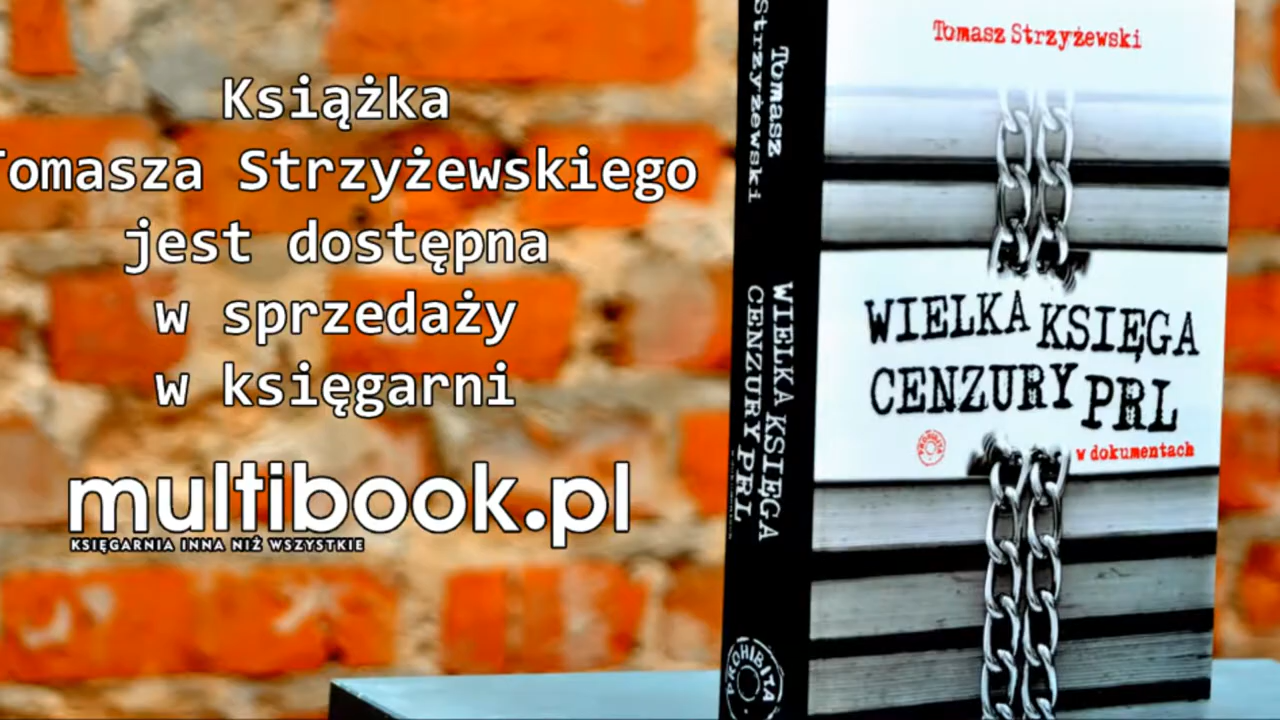 Książka
Tomasza Strzyżewskiego
jest dostępna
w sprzedaży
w księgarni
multibook.pl
KSIĘGARNIA INNA NIŻ WSZYSTKIE
Tomasz Strzyżewski
WIELKA KSIĘGA
CENZURY PRL
PROHIBITA
Tomasz Strzyżewski
WIELKA KSIĘGA
CENZURY PRL
PROHIBITA
w dokumentach